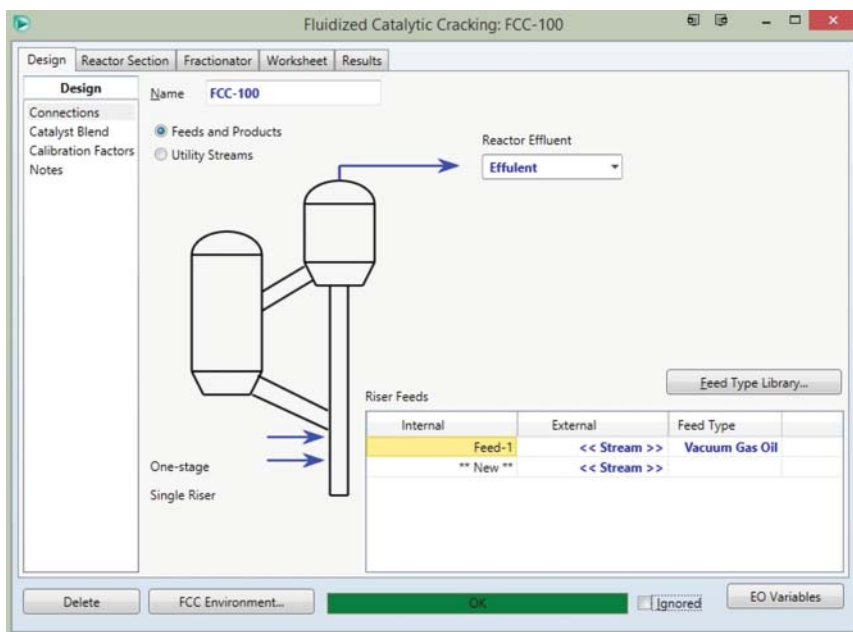 Fluidized Catalytic Cracking: FCC-100
Design Reactor Section Fractionator Worksheet Results
Design
Connections
Catalyst Blend
Calibration Factors
Notes
Name FCC-100
Feeds and Products
Utility Streams
Reactor Effluent
Effulent
One-stage
Single Riser
Feed Type Library...
Riser Feeds
Internal External Feed Type
Feed-1 << Stream >> Vacuum Gas Oil
** New ** << Stream >>
Delete FCC Environment... OK Ignored EO Variables